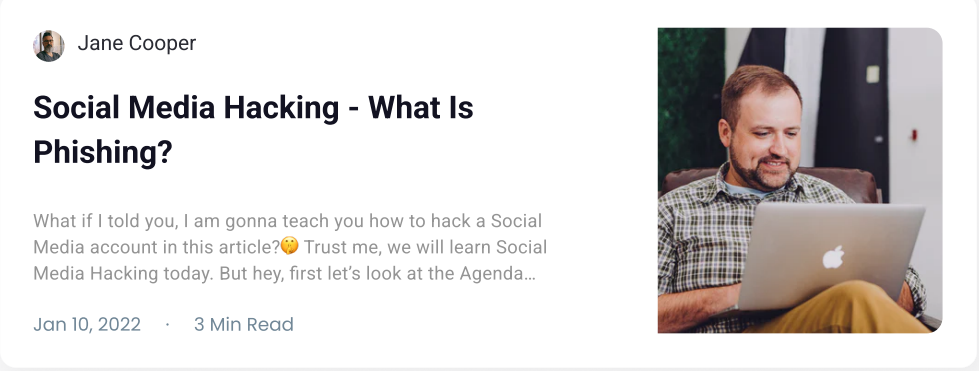 Jane Cooper
Social Media Hacking - What Is
Phishing?
What if I told you, I am gonna teach you how to hack a Social
Media account in this article?🤫 Trust me, we will learn Social
Media Hacking today. But hey, first let’s look at the Agenda...
Jan 10, 2022 · 3 Min Read